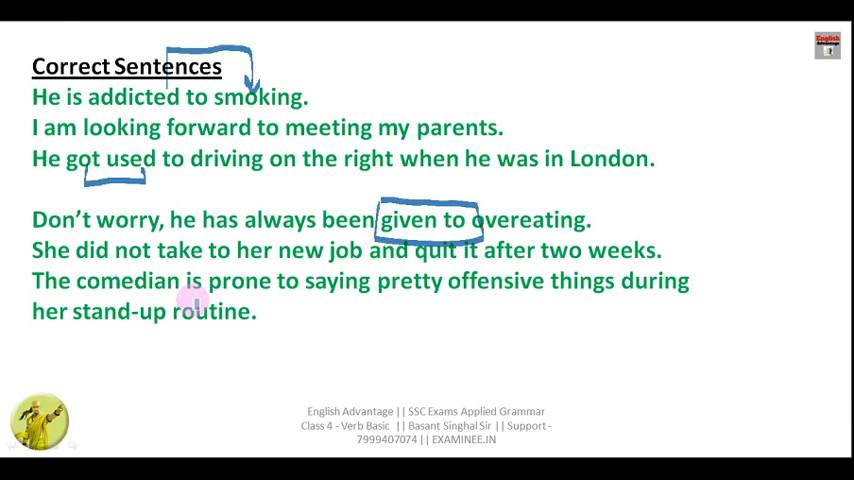 English
Advantage
Correct Sentences
He is addicted to smoking.
I am looking forward to meeting my parents.
He got used to driving on the right when he was in London.
Don't worry, he has always been given to overeating.
She did not take to her new job and quit it after two weeks.
The comedian is prone to saying pretty offensive things during
her stand-up routine.
English Advantage || SSC Exams Applied Grammar
Class 4 - Verb Basic || Basant Singhal Sir || Support -
7999407074 || EXAMINEE.IN